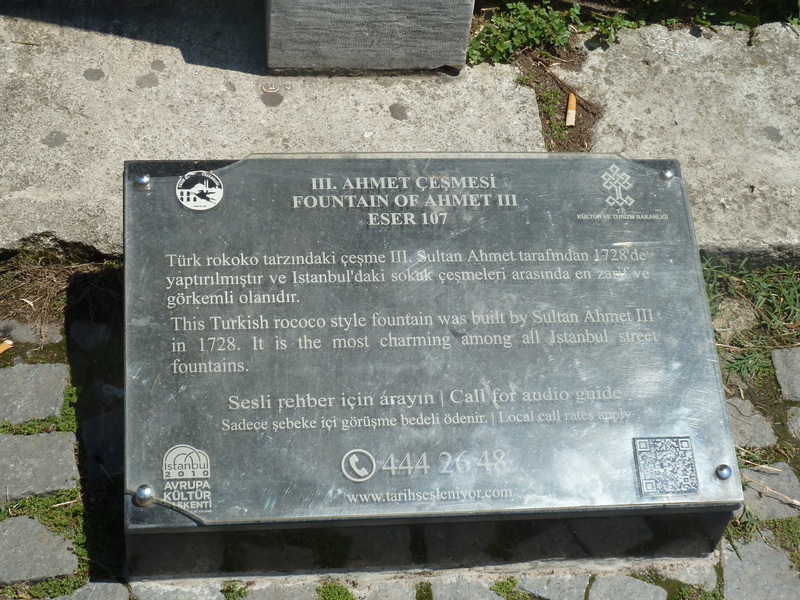 III. AHMET ÇEŞMESİ
FOUNTAIN OF AHMET III
ESER 107
KÜLTÜR VE TURİZM BAKANLIĞI
Türk rokoko tarzındaki çeşme III. Sultan Ahmet tarafından 1728'de
yaptırılmıştır ve Istanbul'daki sokak çeşmeleri arasında en zarif ve
görkemli olanıdır.
This Turkish rococo style fountain was built by Sultan Ahmet III
in 1728. It is the most charming among all Istanbul street
fountains.
Sesli rehber için arayın | Call for audio guide
Sadece şebeke içi görüşme bedeli ödenir. | Local call rates apply
444 26 48
www.tarihsesleniyor.com
istanbul
2010
AVRUPA
KÜLTÜR